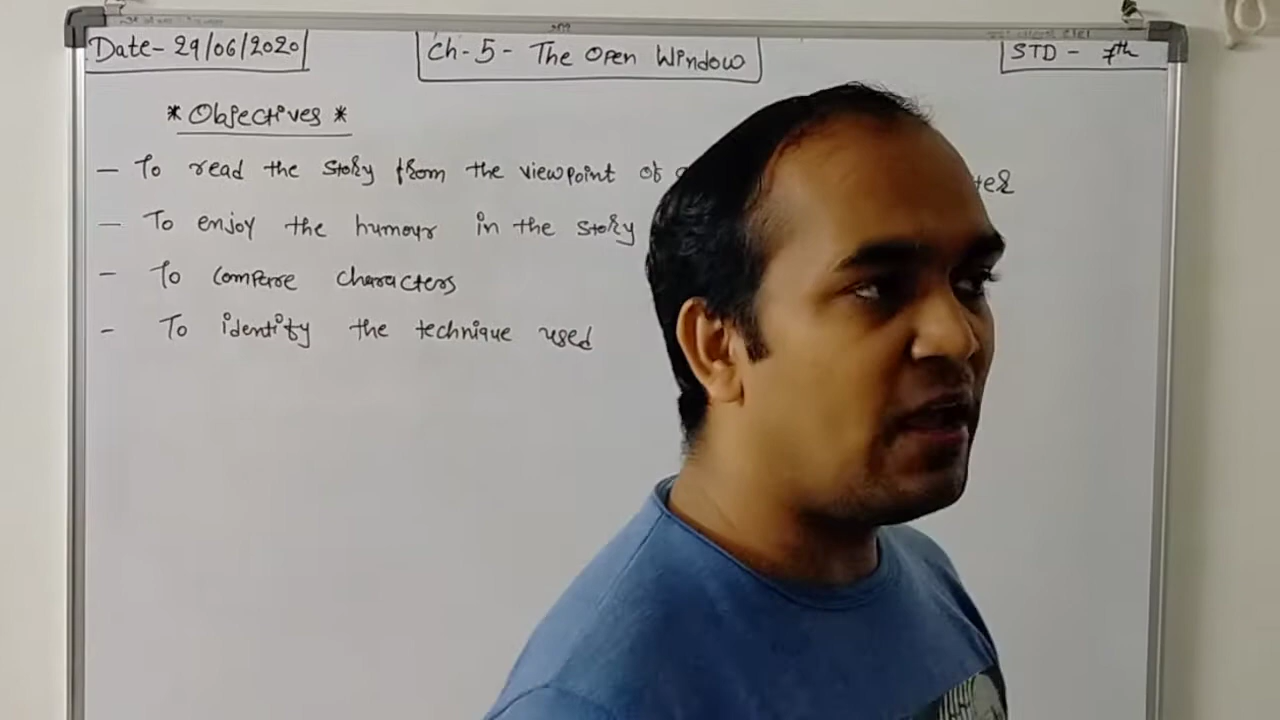 Date- 29/06/2020
Ch-5- The Open Window
STD - 7th
* Objectives *
- To read the story from the viewpoint of
- To enjoy the humour in the story
- To compare characters
- To identify the technique used